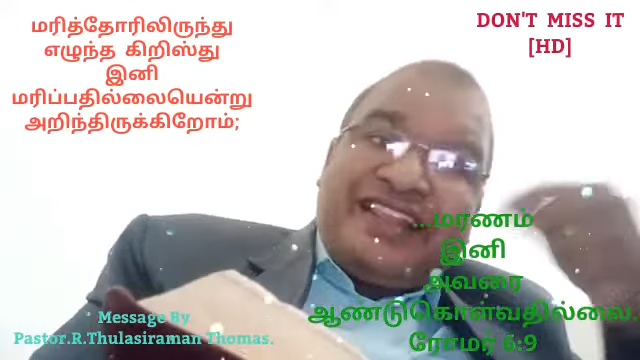 மரித்தோரிலிருந்து
எழுந்த கிறிஸ்து
இனி
மரிப்பதில்லையென்று
அறிந்திருக்கிறோம்;
DON'T MISS IT
[HD]
...மரணம்
இனி
அவரை
ஆண்டுகொள்வதில்லை.
ரோமர் 6:9
Message By
Pastor.R.Thulasiraman Thomas.